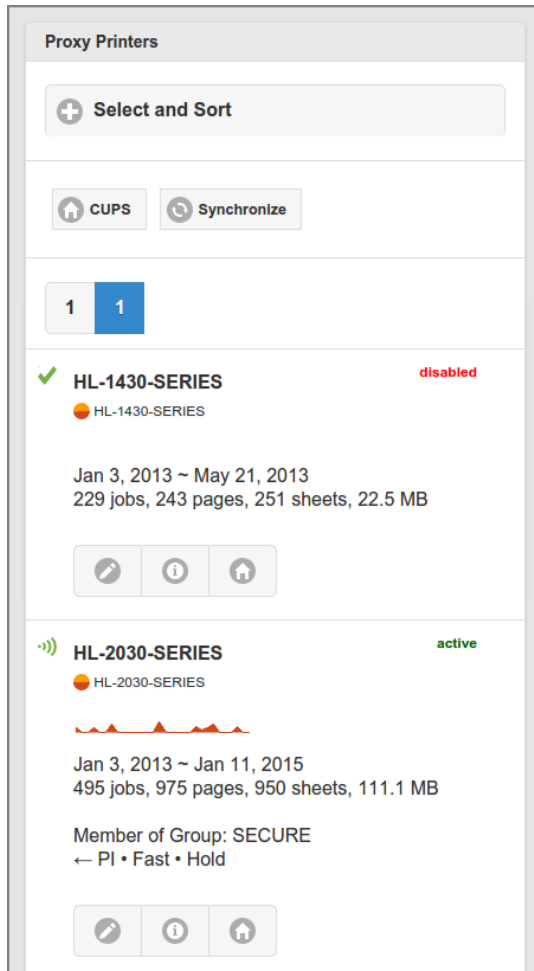 Proxy Printers
Select and Sort
CUPS Synchronize
1 1
HL-1430-SERIES disabled
HL-1430-SERIES
Jan 3, 2013 ~ May 21, 2013
229 jobs, 243 pages, 251 sheets, 22.5 MB
HL-2030-SERIES active
HL-2030-SERIES
Jan 3, 2013 ~ Jan 11, 2015
495 jobs, 975 pages, 950 sheets, 111.1 MB
Member of Group: SECURE
← PI • Fast • Hold